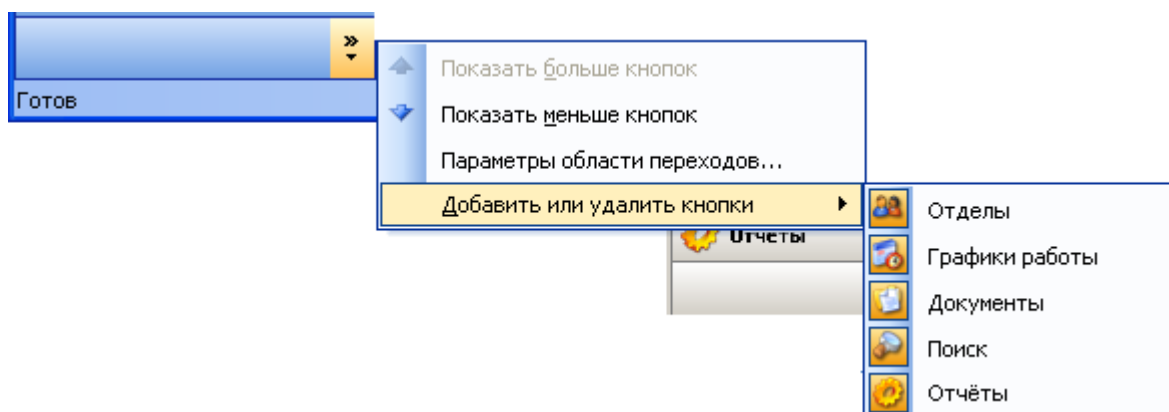 Показать больше кнопок
Готов
Показать меньше кнопок
Параметры области переходов...
Добавить или удалить кнопки
Отделы
Отчёты
Графики работы
Документы
Поиск
Отчёты